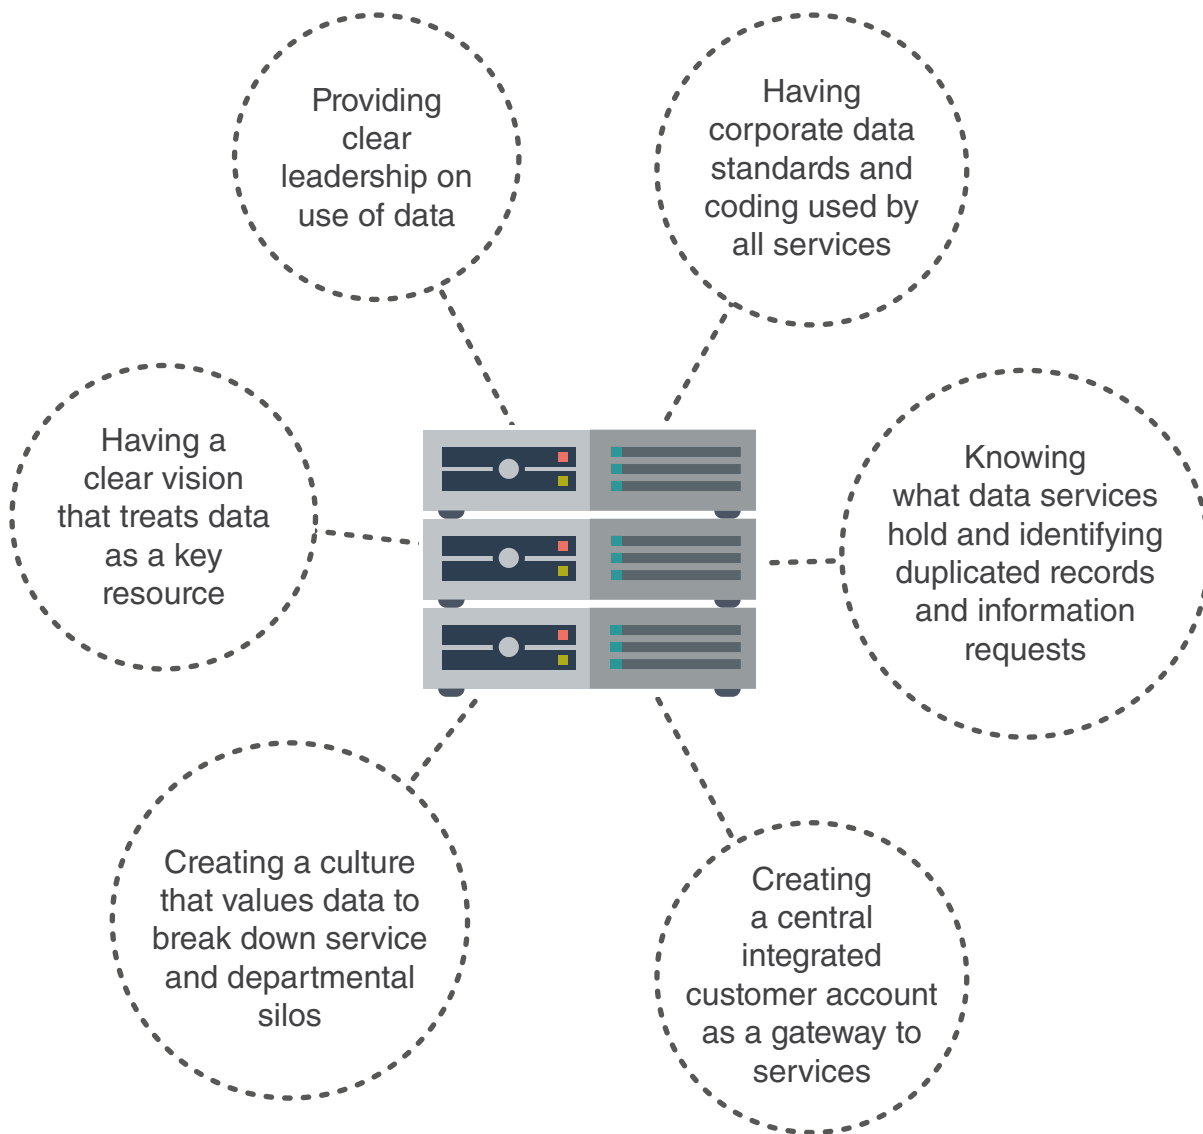 Providing
clear
leadership on
use of data
Having
corporate data
standards and
coding used by
all services
Having a
clear vision
that treats data
as a key
resource
Knowing
what data services
hold and identifying
duplicated records
and information
requests
Creating a culture
that values data to
break down service
and departmental
silos
Creating
a central
integrated
customer account
as a gateway to
services